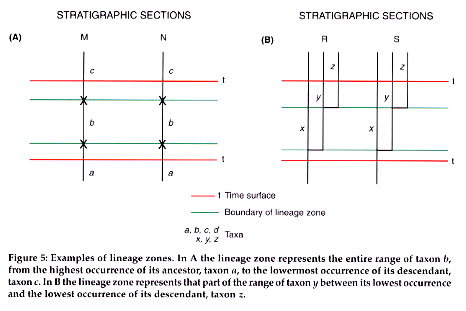 STRATIGRAPHIC SECTIONS
(A) M N
c c
t
b b
t
a a
STRATIGRAPHIC SECTIONS
(B) R S
z z
t
y y
x x
t
t Time surface
Boundary of lineage zone
a, b, c, d
x, y, z Taxa
Figure 5: Examples of lineage zones. In A the lineage zone represents the entire range of taxon b,
from the highest occurrence of its ancestor, taxon a, to the lowermost occurrence of its descendant,
taxon c. In B the lineage zone represents that part of the range of taxon y between its lowest occurrence
and the lowest occurrence of its descendant, taxon z.